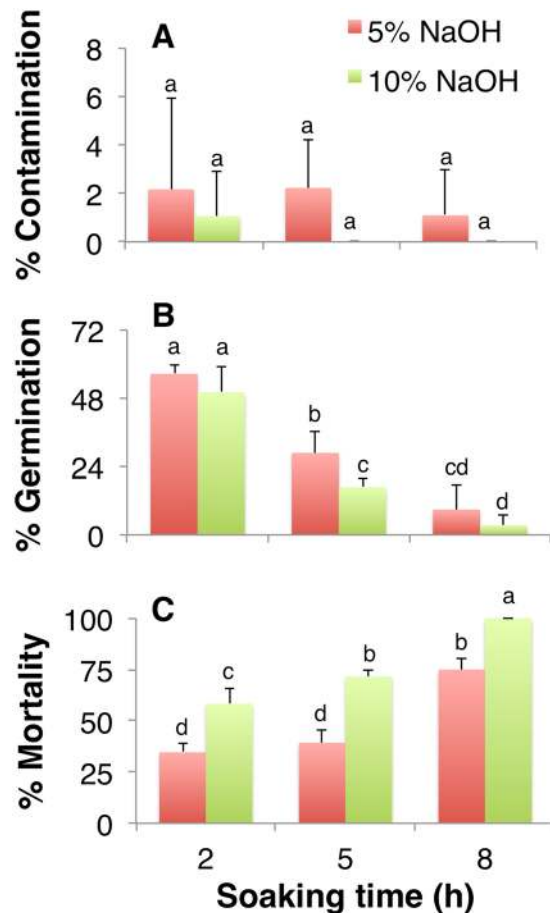 A
5% NaOH
10% NaOH
% Contamination
8
6
4
2
0
a
a
a
a
a
a
B
% Germination
72
48
24
0
a
a
b
c
cd
d
C
% Mortality
100
75
50
25
0
d
c
d
b
b
a
2 5 8
Soaking time (h)